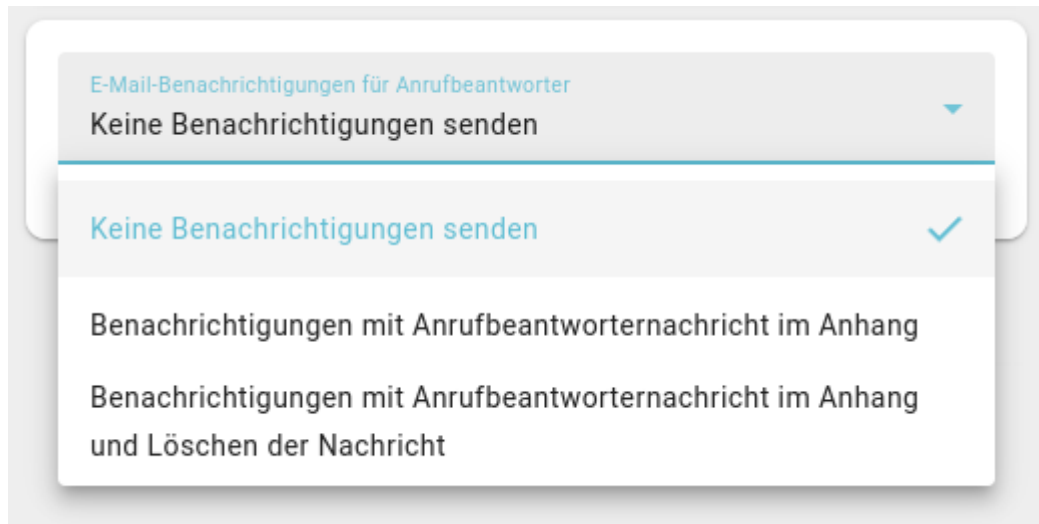 E-Mail-Benachrichtigungen für Anrufbeantworter
Keine Benachrichtigungen senden
Keine Benachrichtigungen senden
Benachrichtigungen mit Anrufbeantworternachricht im Anhang
Benachrichtigungen mit Anrufbeantworternachricht im Anhang
und Löschen der Nachricht